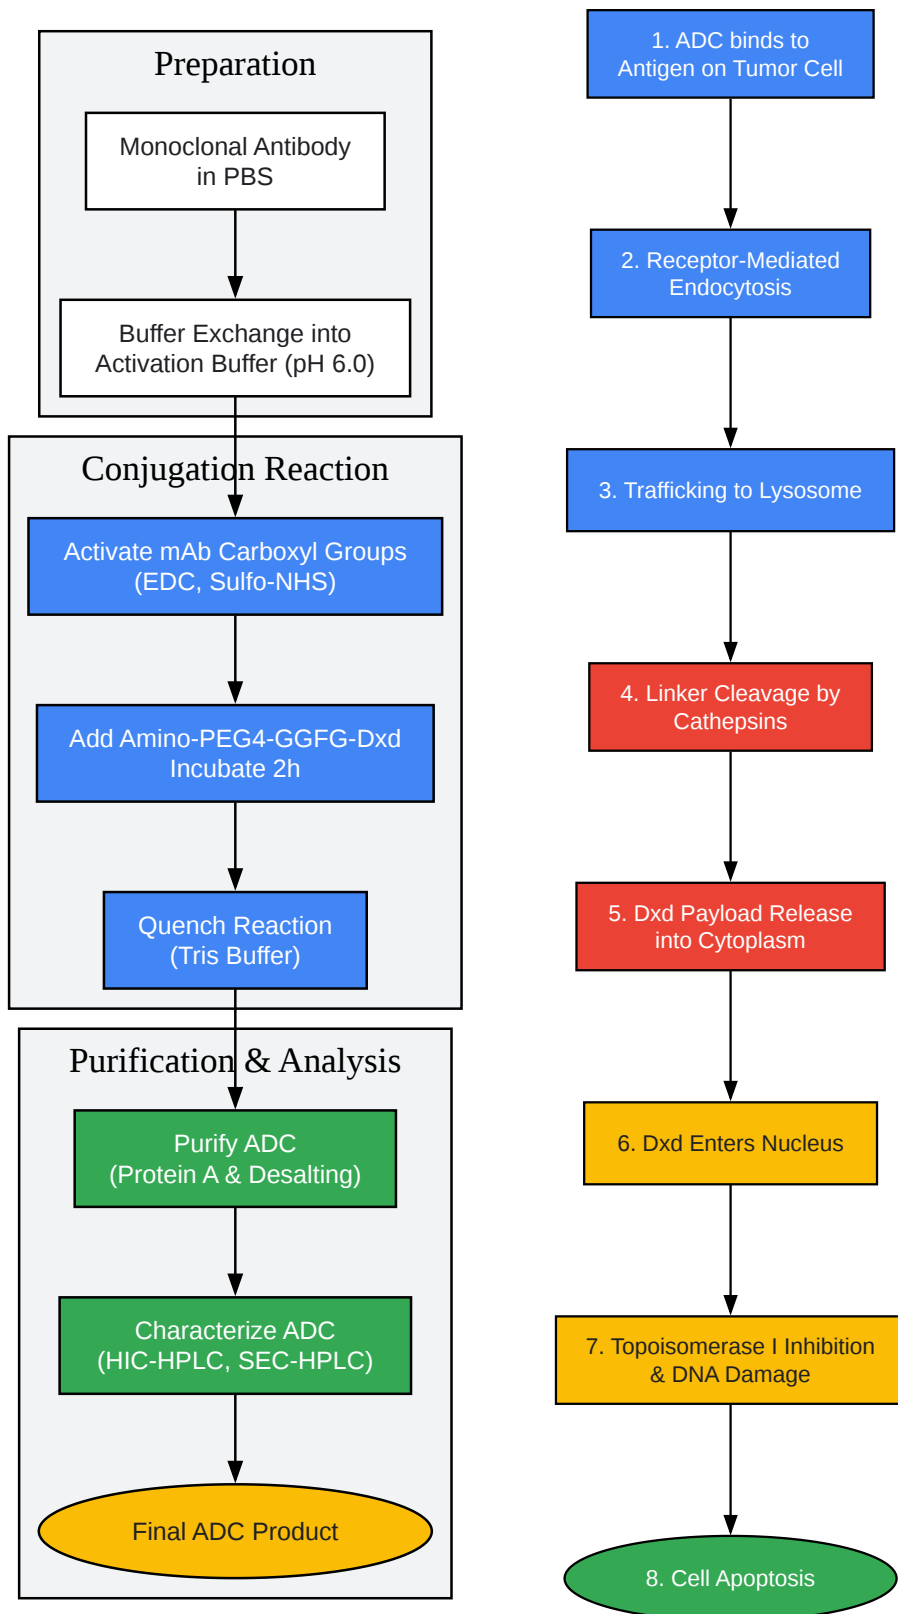 Preparation
Monoclonal Antibody
in PBS
Buffer Exchange into
Activation Buffer (pH 6.0)
Conjugation Reaction
Activate mAb Carboxyl Groups
(EDC, Sulfo-NHS)
Add Amino-PEG4-GGFG-Dxd
Incubate 2h
Quench Reaction
(Tris Buffer)
Purification & Analysis
Purify ADC
(Protein A & Desalting)
Characterize ADC
(HIC-HPLC, SEC-HPLC)
Final ADC Product
1. ADC binds to
Antigen on Tumor Cell
2. Receptor-Mediated
Endocytosis
3. Trafficking to Lysosome
4. Linker Cleavage by
Cathepsins
5. Dxd Payload Release
into Cytoplasm
6. Dxd Enters Nucleus
7. Topoisomerase I Inhibition
& DNA Damage
8. Cell Apoptosis